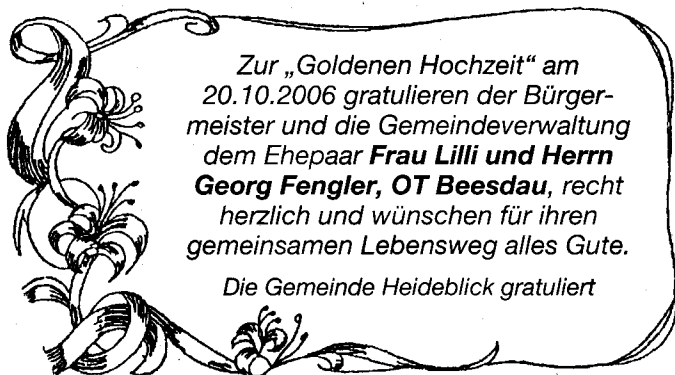 Zur „Goldenen Hochzeit“ am
20.10.2006 gratulieren der Bürger-
meister und die Gemeindeverwaltung
dem Ehepaar Frau Lilli und Herrn
Georg Fengler, OT Beesdau, recht
herzlich und wünschen für ihren
gemeinsamen Lebensweg alles Gute.
Die Gemeinde Heideblick gratuliert